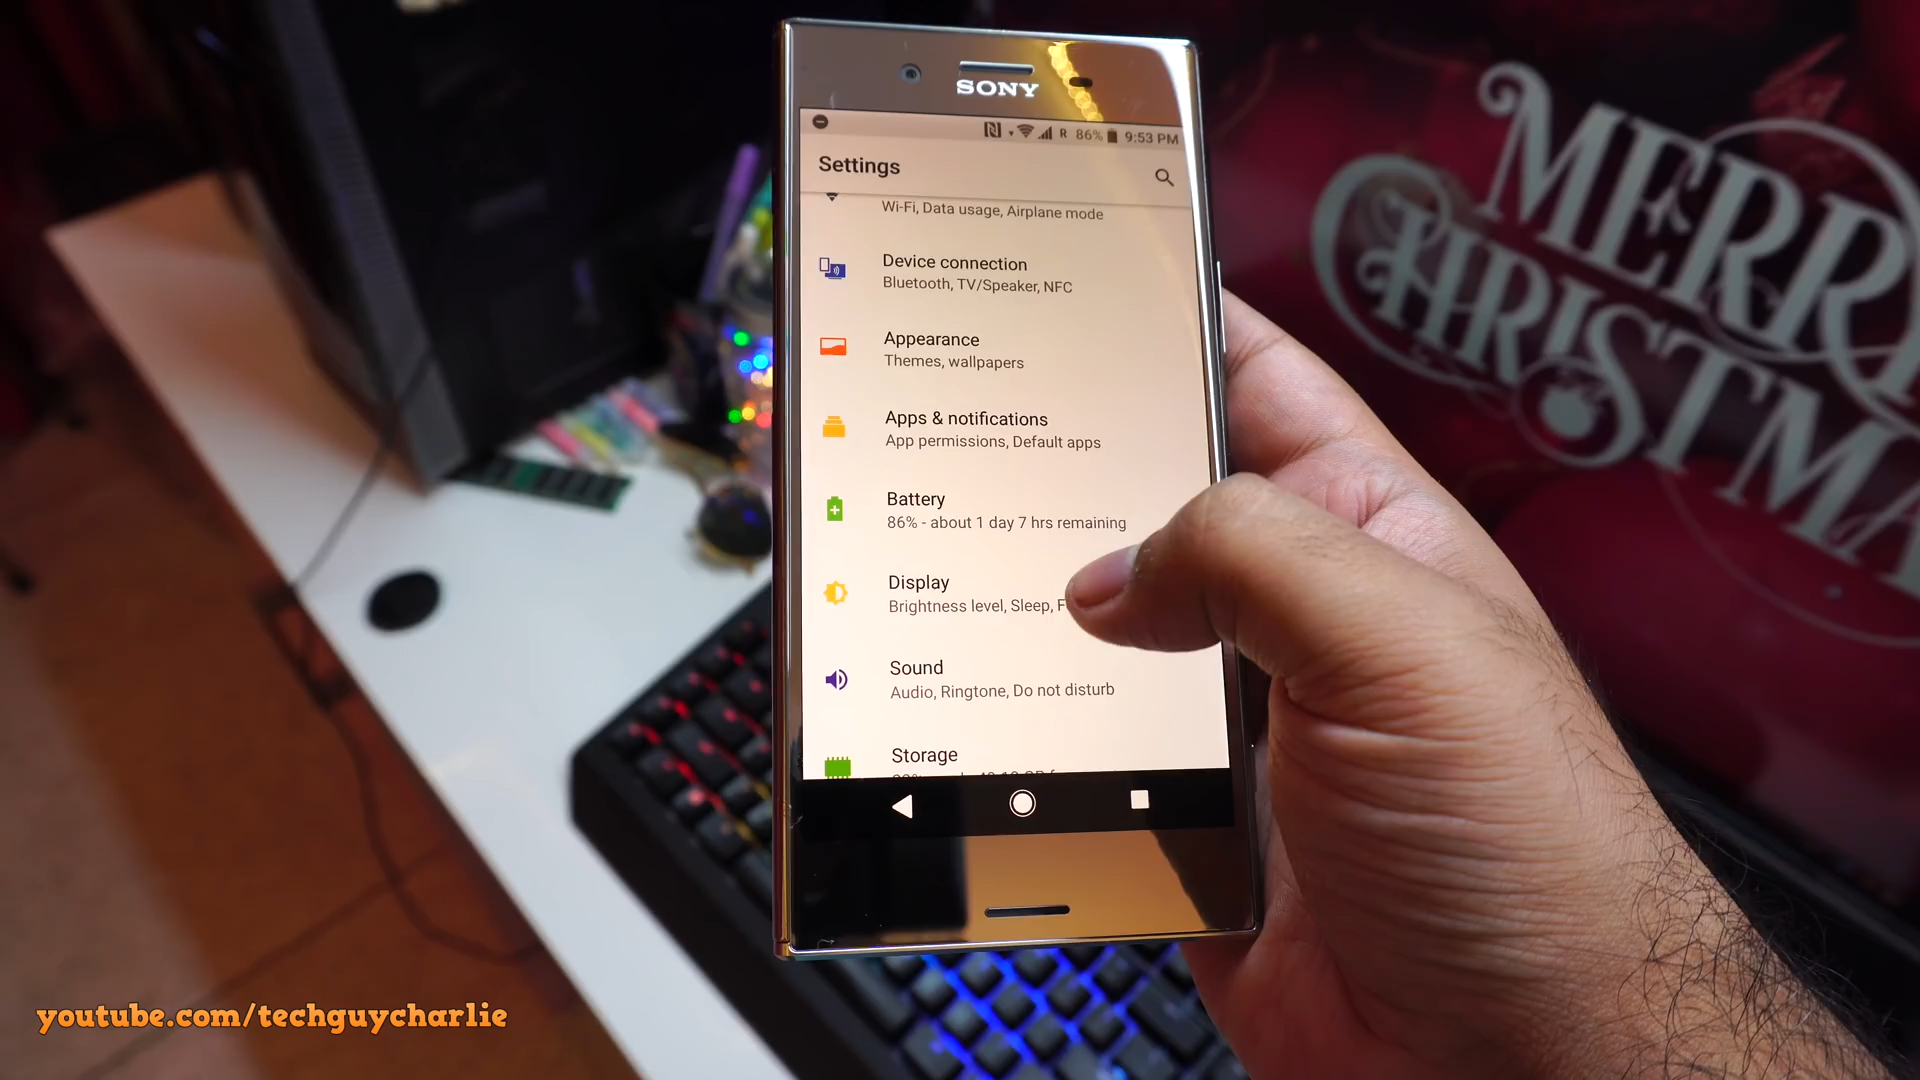 SONY
R 86% 9:53 PM
Settings
Wi-Fi, Data usage, Airplane mode
Device connection
Bluetooth, TV/Speaker, NFC
Appearance
Themes, wallpapers
Apps & notifications
App permissions, Default apps
Battery
86% - about 1 day 7 hrs remaining
Display
Brightness level, Sleep, F
Sound
Audio, Ringtone, Do not disturb
Storage
MERRY
CHRISTMA
youtube.com/techguycharlie